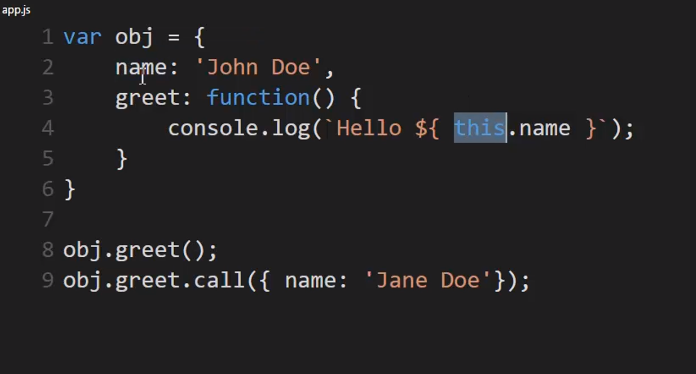 app.js
1 var obj = {
2     name: 'John Doe',
3     greet: function() {
4         console.log(`Hello ${ this.name }`);
5     }
6 }
7
8 obj.greet();
9 obj.greet.call({ name: 'Jane Doe'});